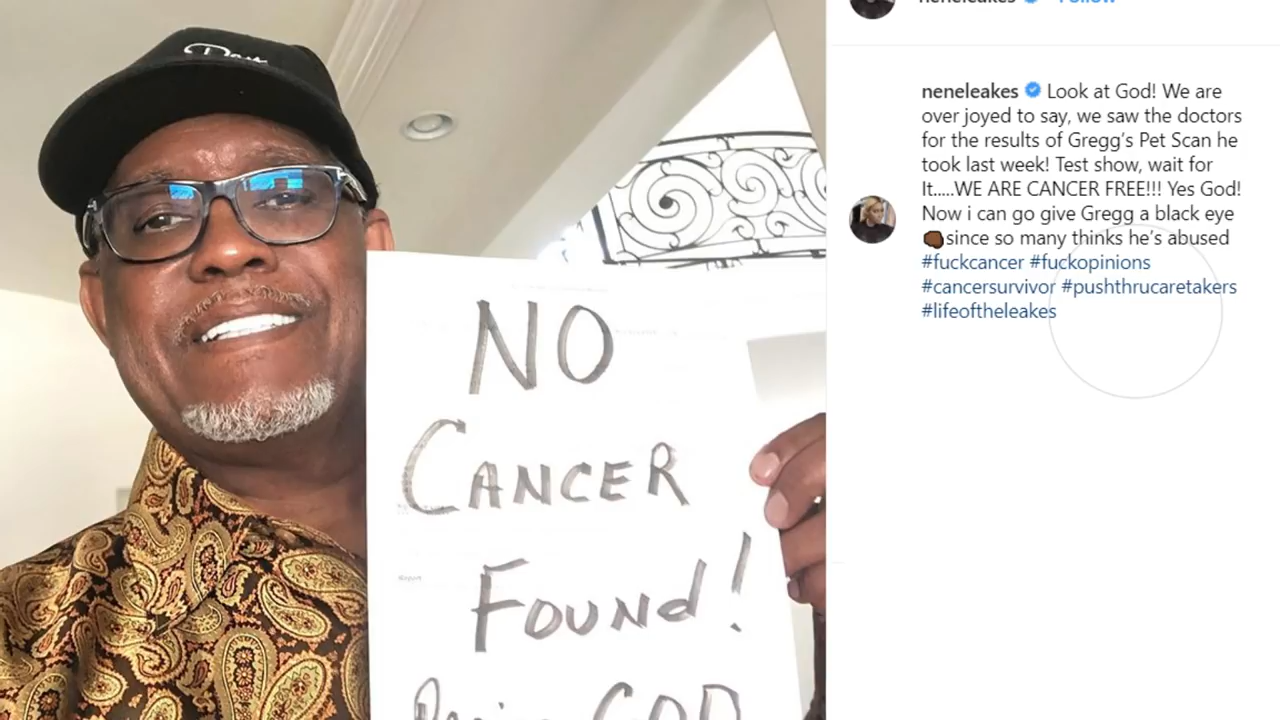 neneleakes Look at God! We are
over joyed to say, we saw the doctors
for the results of Gregg's Pet Scan he
took last week! Test show, wait for
It.....WE ARE CANCER FREE!!! Yes God!
Now i can go give Gregg a black eye
since so many thinks he's abused
#fuckcancer #fuckopinions
#cancersurvivor #pushthrucaretakers
#lifeoftheleakes
NO
CANCER
FOUNd!
GOD